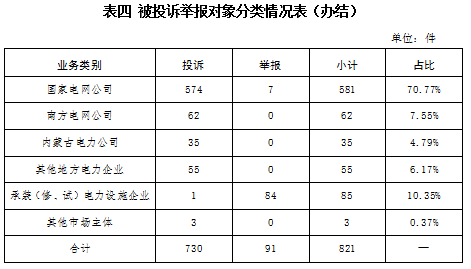 表四 被投诉举报对象分类情况表（办结）
单位：件
业务类别 投诉 举报 小计 占比
国家电网公司 574 7 581 70.77%
南方电网公司 62 0 62 7.55%
内蒙古电力公司 35 0 35 4.79%
其他地方电力企业 55 0 55 6.17%
承装（修、试）电力设施企业 1 84 85 10.35%
其他市场主体 3 0 3 0.37%
合计 730 91 821 —